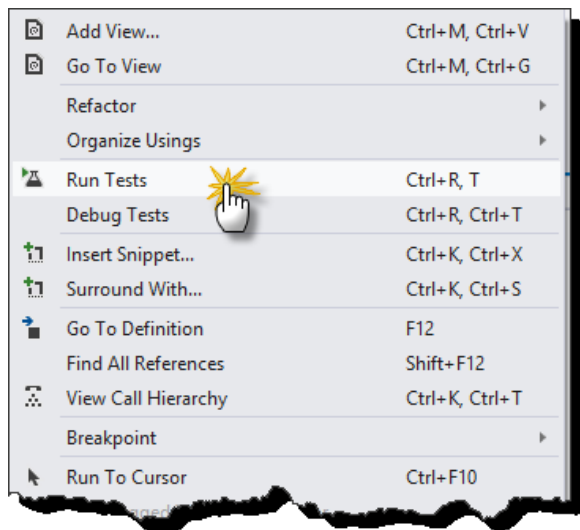 Add View... Ctrl+M, Ctrl+V
Go To View Ctrl+M, Ctrl+G
Refactor
Organize Usings
Run Tests Ctrl+R, T
Debug Tests Ctrl+R, Ctrl+T
Insert Snippet... Ctrl+K, Ctrl+X
Surround With... Ctrl+K, Ctrl+S
Go To Definition F12
Find All References Shift+F12
View Call Hierarchy Ctrl+K, Ctrl+T
Breakpoint
Run To Cursor Ctrl+F10